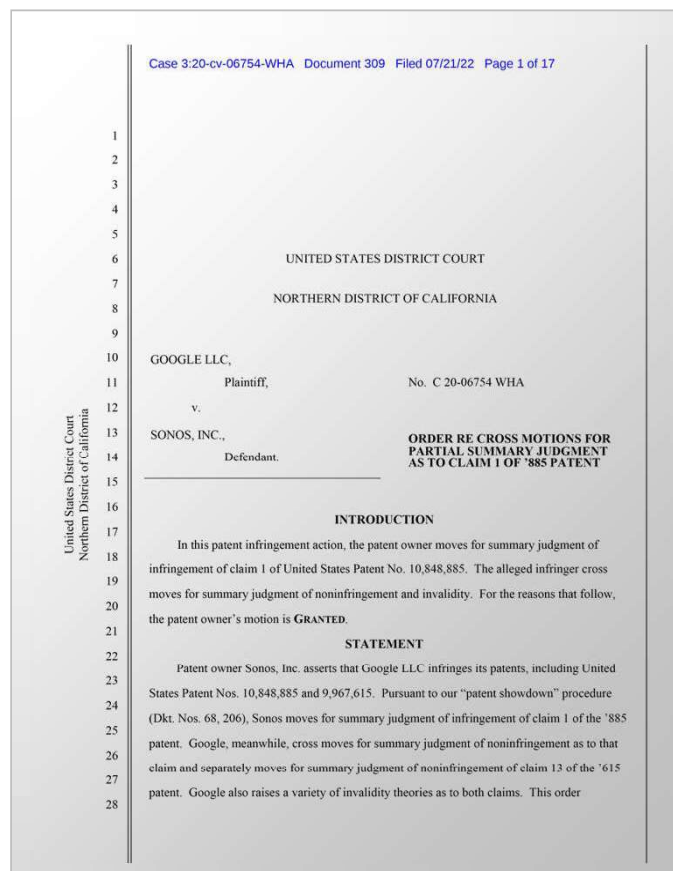 Case 3:20-cv-06754-WHA Document 309 Filed 07/21/22 Page 1 of 17
1
2
3
4
5
6
7
8
9
10
11
12
13
14
15
16
17
18
19
20
21
22
23
24
25
26
27
28
United States District Court
Northern District of California
UNITED STATES DISTRICT COURT
NORTHERN DISTRICT OF CALIFORNIA
GOOGLE LLC,
Plaintiff,
v.
SONOS, INC.,
Defendant.
No. C 20-06754 WHA
ORDER RE CROSS MOTIONS FOR
PARTIAL SUMMARY JUDGMENT
AS TO CLAIM 1 OF ’885 PATENT
INTRODUCTION
In this patent infringement action, the patent owner moves for summary judgment of
infringement of claim 1 of United States Patent No. 10,848,885. The alleged infringer cross
moves for summary judgment of noninfringement and invalidity. For the reasons that follow,
the patent owner’s motion is GRANTED.
STATEMENT
Patent owner Sonos, Inc. asserts that Google LLC infringes its patents, including United
States Patent Nos. 10,848,885 and 9,967,615. Pursuant to our “patent showdown” procedure
(Dkt. Nos. 68, 206), Sonos moves for summary judgment of infringement of claim 1 of the ’885
patent. Google, meanwhile, cross moves for summary judgment of noninfringement as to that
claim and separately moves for summary judgment of noninfringement of claim 13 of the ’615
patent. Google also raises a variety of invalidity theories as to both claims. This order